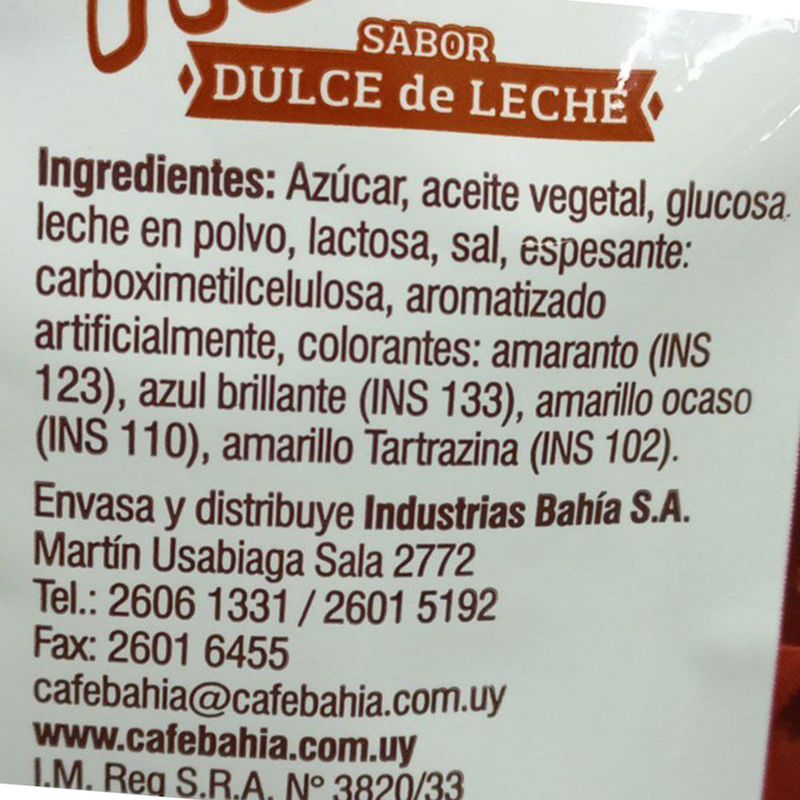 SABOR
DULCE de LECHE
Ingredientes: Azúcar, aceite vegetal, glucosa,
leche en polvo, lactosa, sal, espesante:
carboximetilcelulosa, aromatizado
artificialmente, colorantes: amaranto (INS
123), azul brillante (INS 133), amarillo ocaso
(INS 110), amarillo Tartrazina (INS 102).
Envasa y distribuye Industrias Bahía S.A.
Martín Usabiaga Sala 2772
Tel.: 2606 1331 / 2601 5192
Fax: 2601 6455
cafebahia@cafebahia.com.uy
www.cafebahia.com.uy
I.M. Reg S.R.A. N° 3820/33